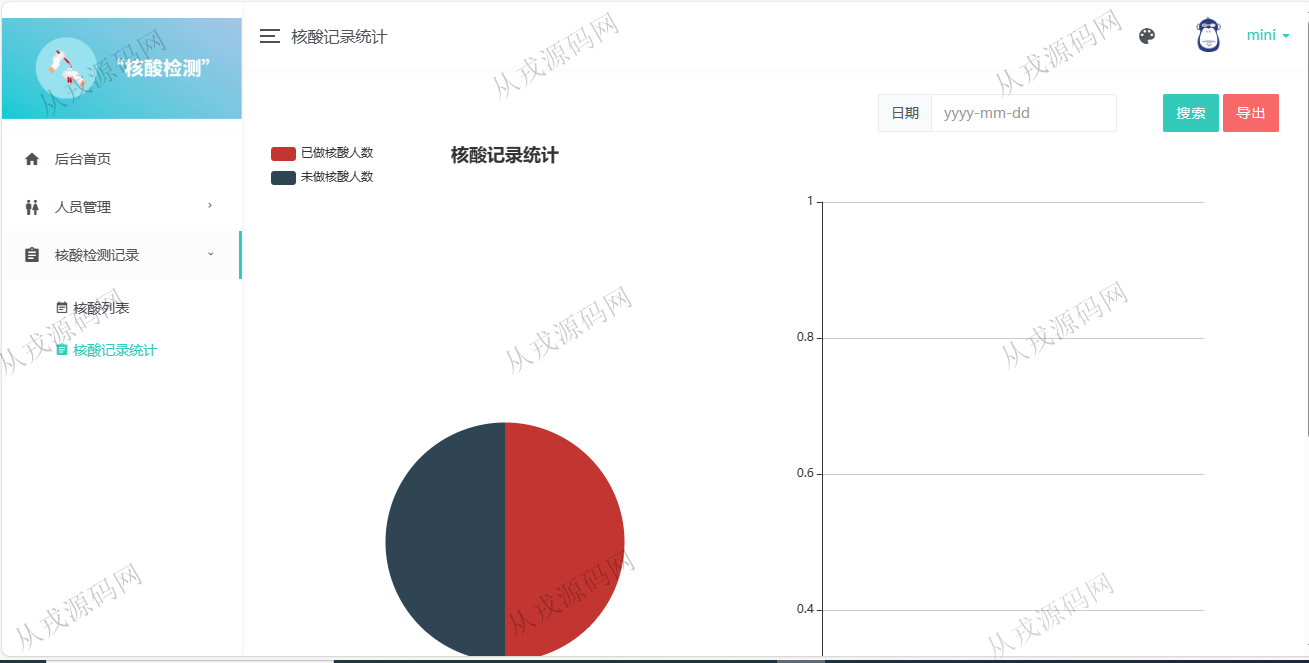 “核酸检测”
核酸记录统计
mini
后台首页
人员管理
核酸检测记录
核酸列表
核酸记录统计
日期
yyyy-mm-dd
搜索
导出
已做核酸人数
未做核酸人数
核酸记录统计
1
0.8
0.6
0.4
从戎源码网
从戎源码网
从戎源码网
从戎源码网
从戎源码网
从戎源码网
从戎源码网
从戎源码网
从戎源码网